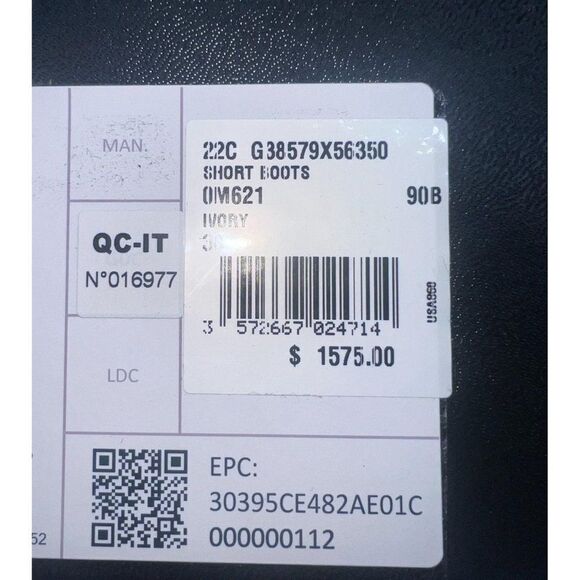 MAN.
22C G38579X56350
SHORT BOOTS
0M621 90B
IVORY
QC-IT
N°016977
USA860
3 572667 024714
$ 1575.00
LDC
EPC:
30395CE482AE01C
000000112
52